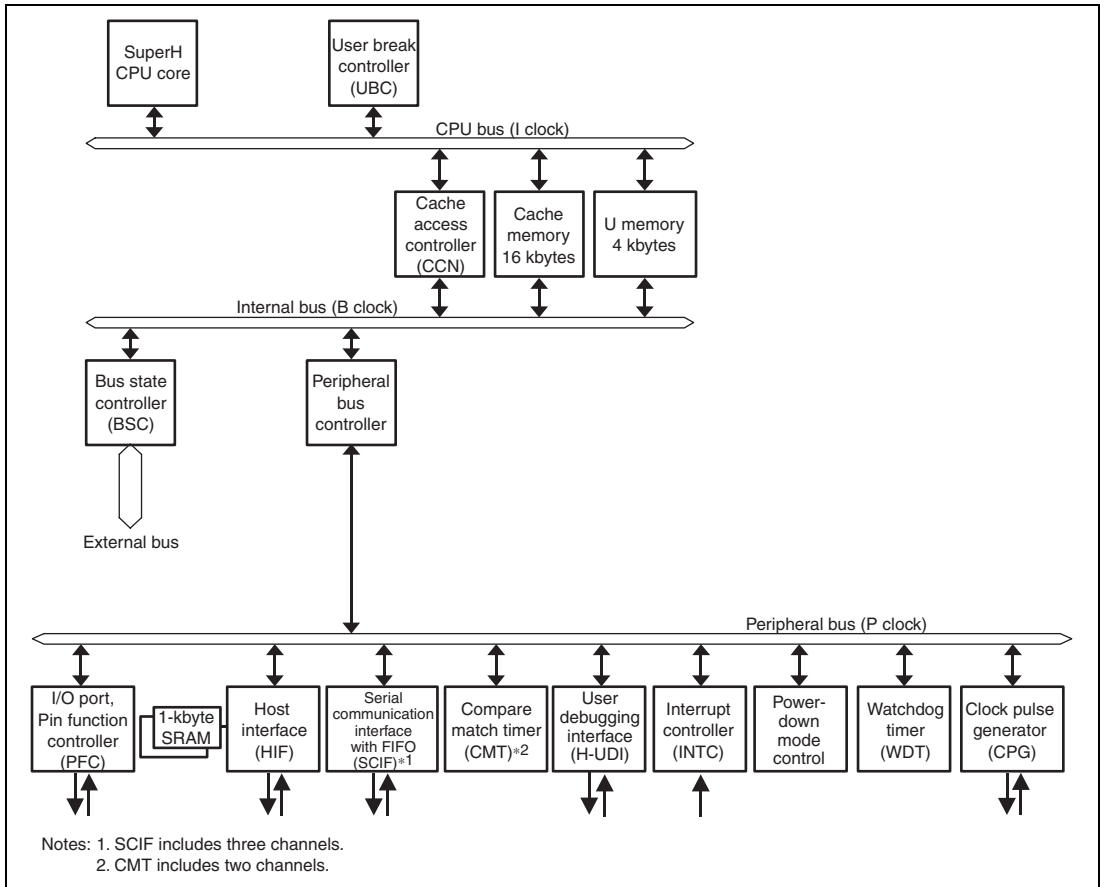 SuperH
CPU core
User break
controller
(UBC)
CPU bus (I clock)
Cache
access
controller
(CCN)
Cache
memory
16 kbytes
U memory
4 kbytes
Internal bus (B clock)
Bus state
controller
(BSC)
Peripheral
bus
controller
External bus
Peripheral bus (P clock)
I/O port,
Pin function
controller
(PFC)
1-kbyte
SRAM
Host
interface
(HIF)
Serial
communication
interface
with FIFO
(SCIF)*1
Compare
match timer
(CMT)*2
User
debugging
interface
(H-UDI)
Interrupt
controller
(INTC)
Power-
down
mode
control
Watchdog
timer
(WDT)
Clock pulse
generator
(CPG)
Notes: 1. SCIF includes three channels.
2. CMT includes two channels.